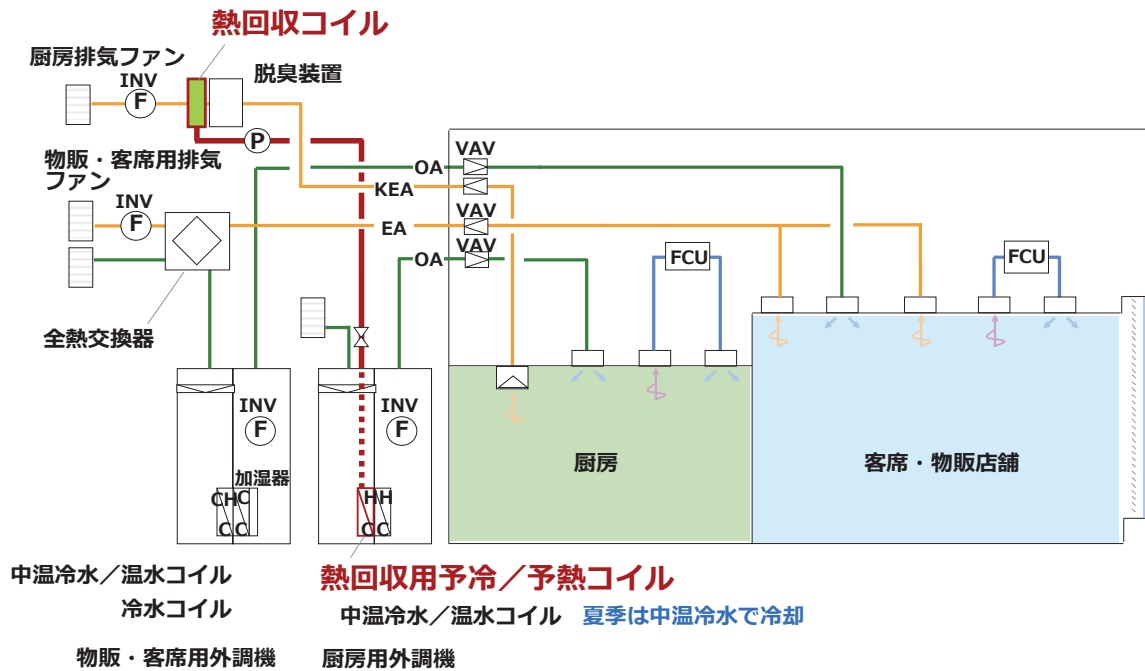 熱回収コイル
厨房排気ファン
脱臭装置
INV
F
P
物販・客席用排気
ファン
INV
F
VAV
OA
KEA
VAV
EA
VAV
OA
FCU
FCU
全熱交換器
INV
F
INV
F
加湿器
CHC
CC
HH
CC
厨房
客席・物販店舗
中温冷水／温水コイル
冷水コイル
熱回収用予冷／予熱コイル
中温冷水／温水コイル 夏季は中温冷水で冷却
物販・客席用外調機
厨房用外調機